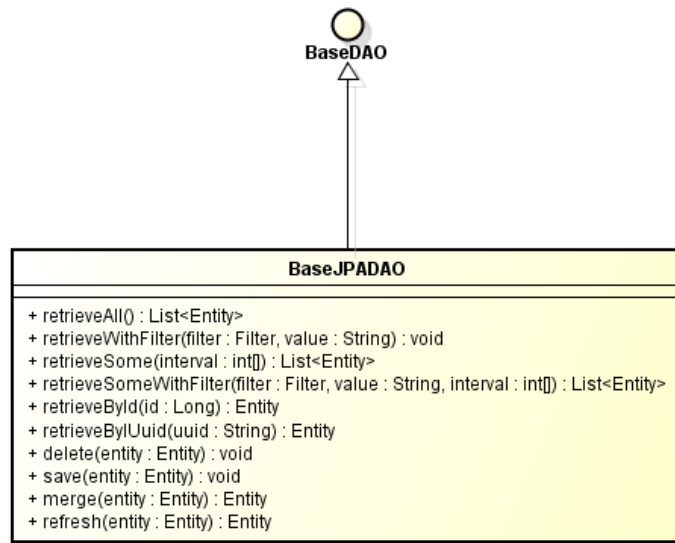 BaseDAO
BaseJPADAO
+ retrieveAll() : List<Entity>
+ retrieveWithFilter(filter : Filter, value : String) : void
+ retrieveSome(interval : int[]) : List<Entity>
+ retrieveSomeWithFilter(filter : Filter, value : String, interval : int[]) : List<Entity>
+ retrieveById(id : Long) : Entity
+ retrieveByIUuid(uuid : String) : Entity
+ delete(entity : Entity) : void
+ save(entity : Entity) : void
+ merge(entity : Entity) : Entity
+ refresh(entity : Entity) : Entity